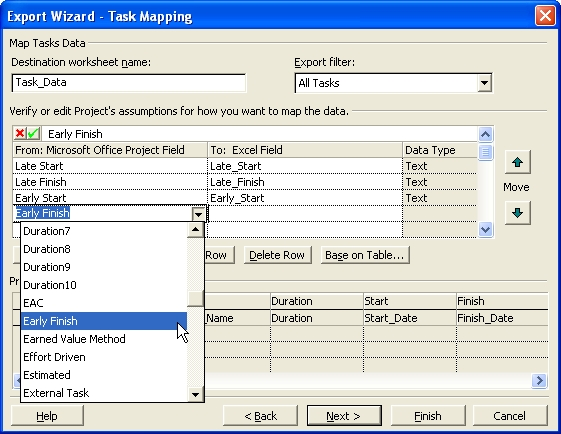 Export Wizard - Task Mapping
Map Tasks Data
Destination worksheet name: Export filter:
Task_Data All Tasks
Verify or edit Project's assumptions for how you want to map the data.
Early Finish
From: Microsoft Office Project Field To: Excel Field Data Type
Late Start Late_Start Text
Late Finish Late_Finish Text
Early Start Early_Start Text
Move
Early Finish
Duration7
Duration8
Duration9
Duration10
EAC
Early Finish
Earned Value Method
Effort Driven
Estimated
External Task
Row Delete Row Base on Table...
Duration Start Finish
_Name Duration Start_Date Finish_Date
Help < Back Next > Finish Cancel